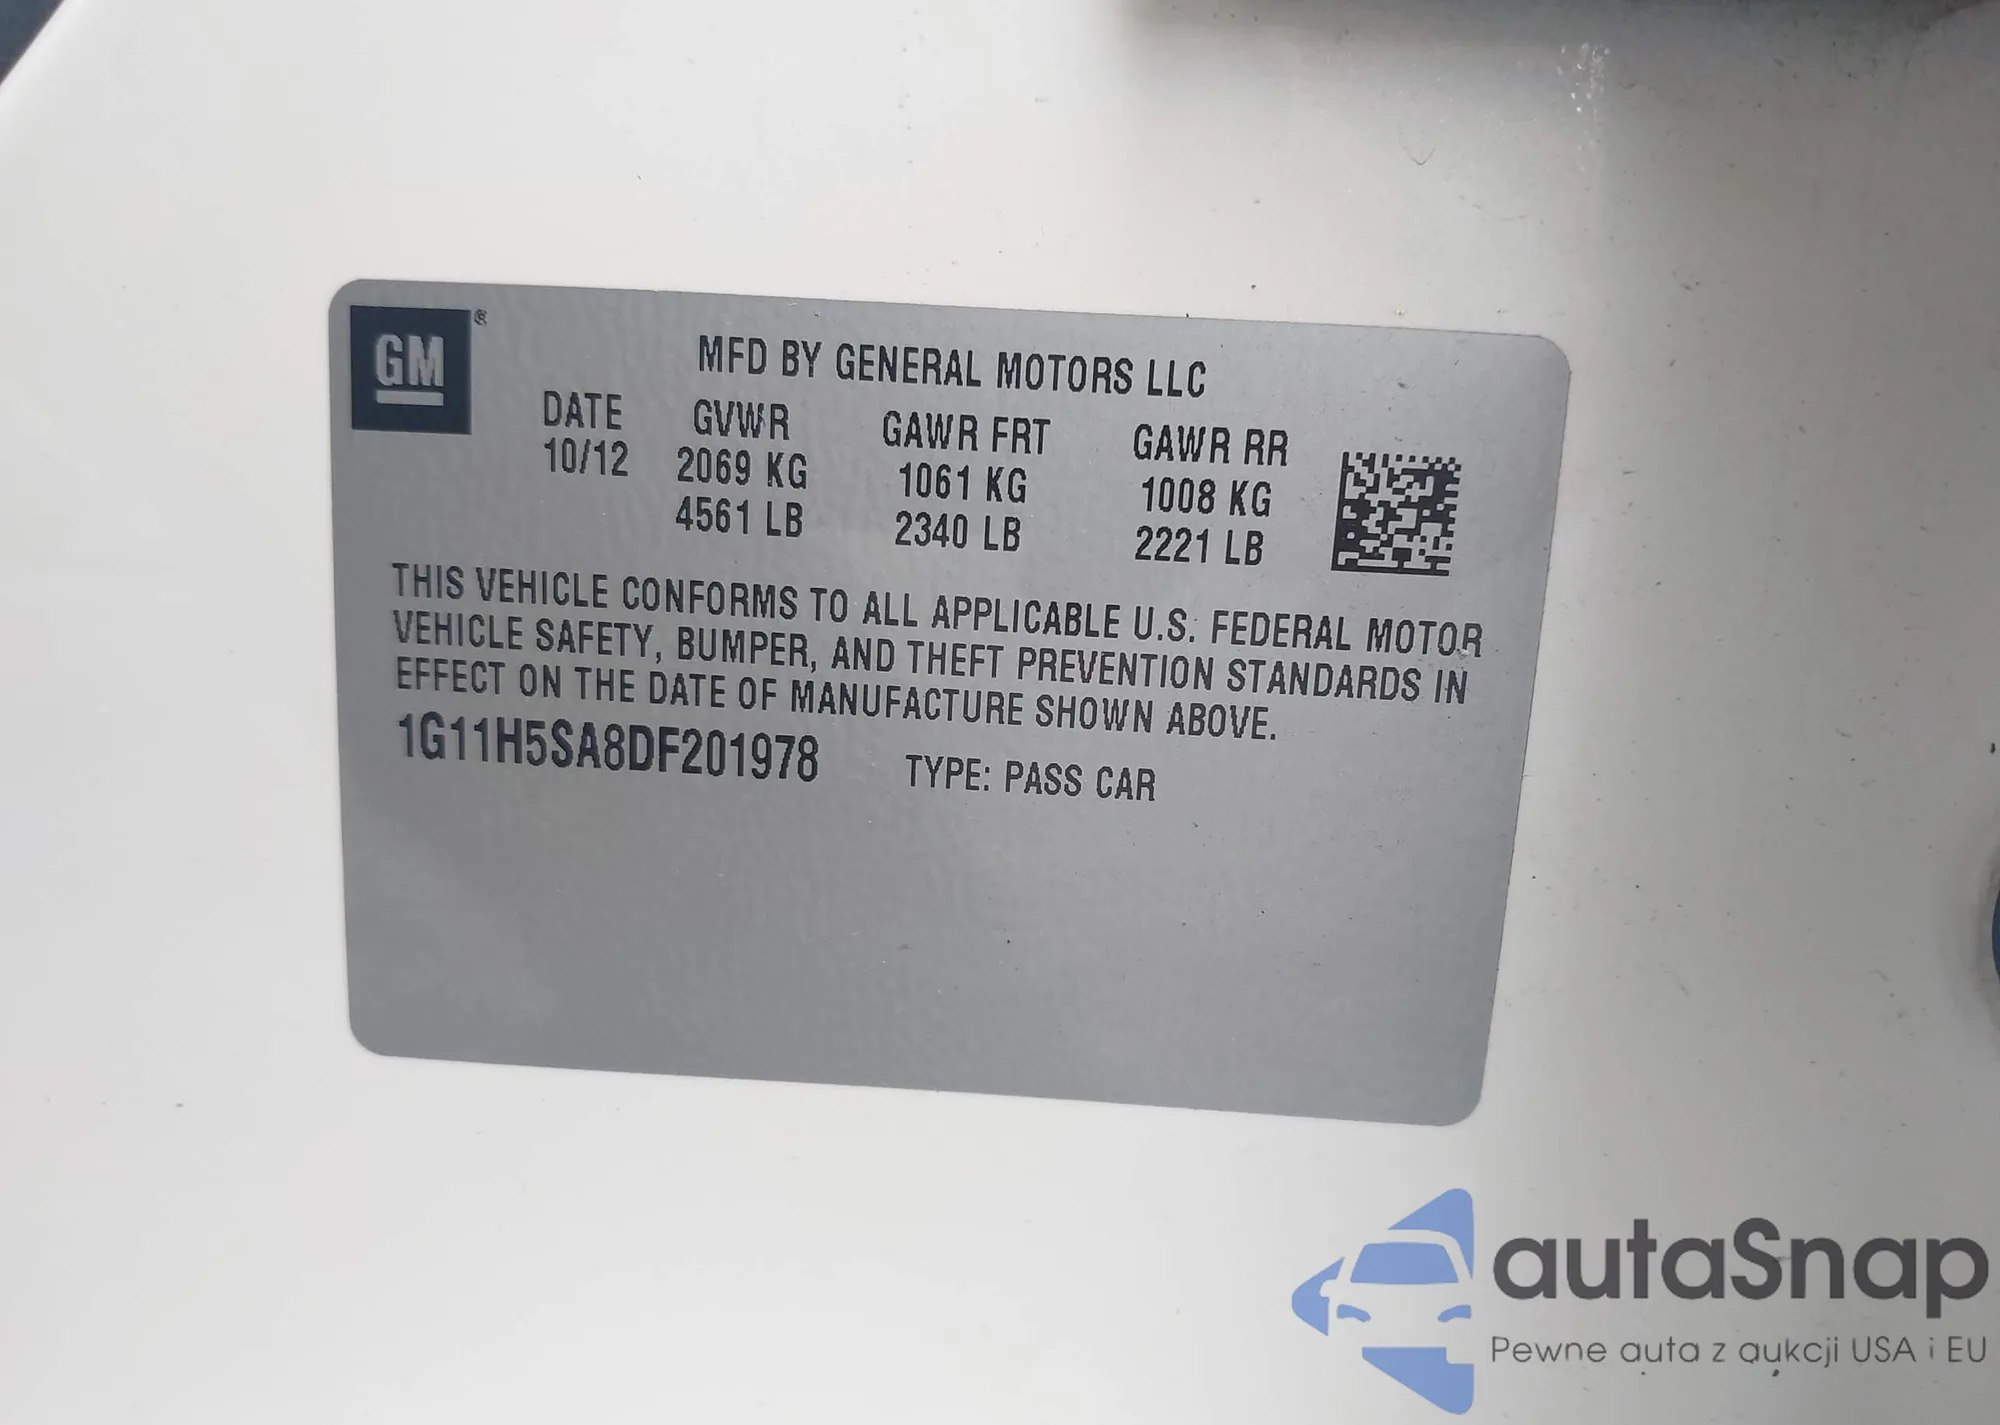 GM®
MFD BY GENERAL MOTORS LLC
DATE GVWR GAWR FRT GAWR RR
10/12 2069 KG 1061 KG 1008 KG
4561 LB 2340 LB 2221 LB
THIS VEHICLE CONFORMS TO ALL APPLICABLE U.S. FEDERAL MOTOR
VEHICLE SAFETY, BUMPER, AND THEFT PREVENTION STANDARDS IN
EFFECT ON THE DATE OF MANUFACTURE SHOWN ABOVE.
1G11H5SA8DF201978 TYPE: PASS CAR
autaSnap
Pewne auta z aukcji USA i EU